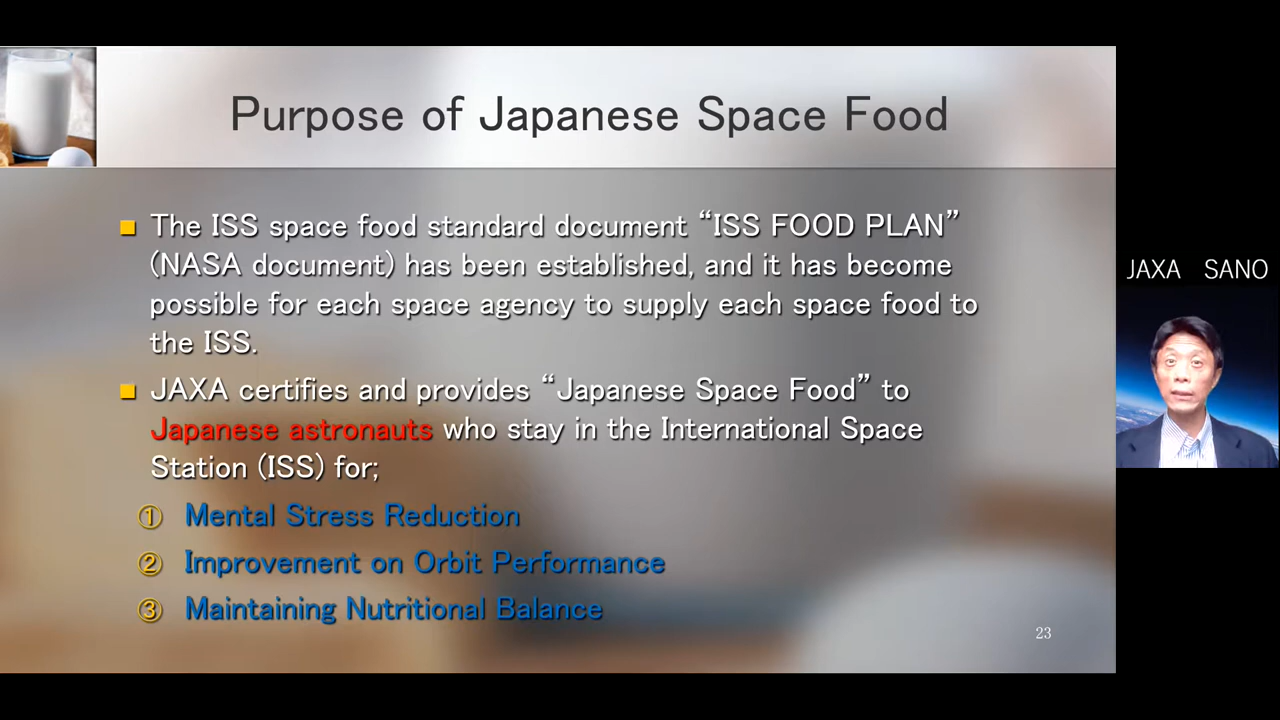 Purpose of Japanese Space Food
■ The ISS space food standard document “ISS FOOD PLAN”
(NASA document) has been established, and it has become
possible for each space agency to supply each space food to
the ISS.
■ JAXA certifies and provides “Japanese Space Food” to
Japanese astronauts who stay in the International Space
Station (ISS) for;
① Mental Stress Reduction
② Improvement on Orbit Performance
③ Maintaining Nutritional Balance
23
JAXA SANO